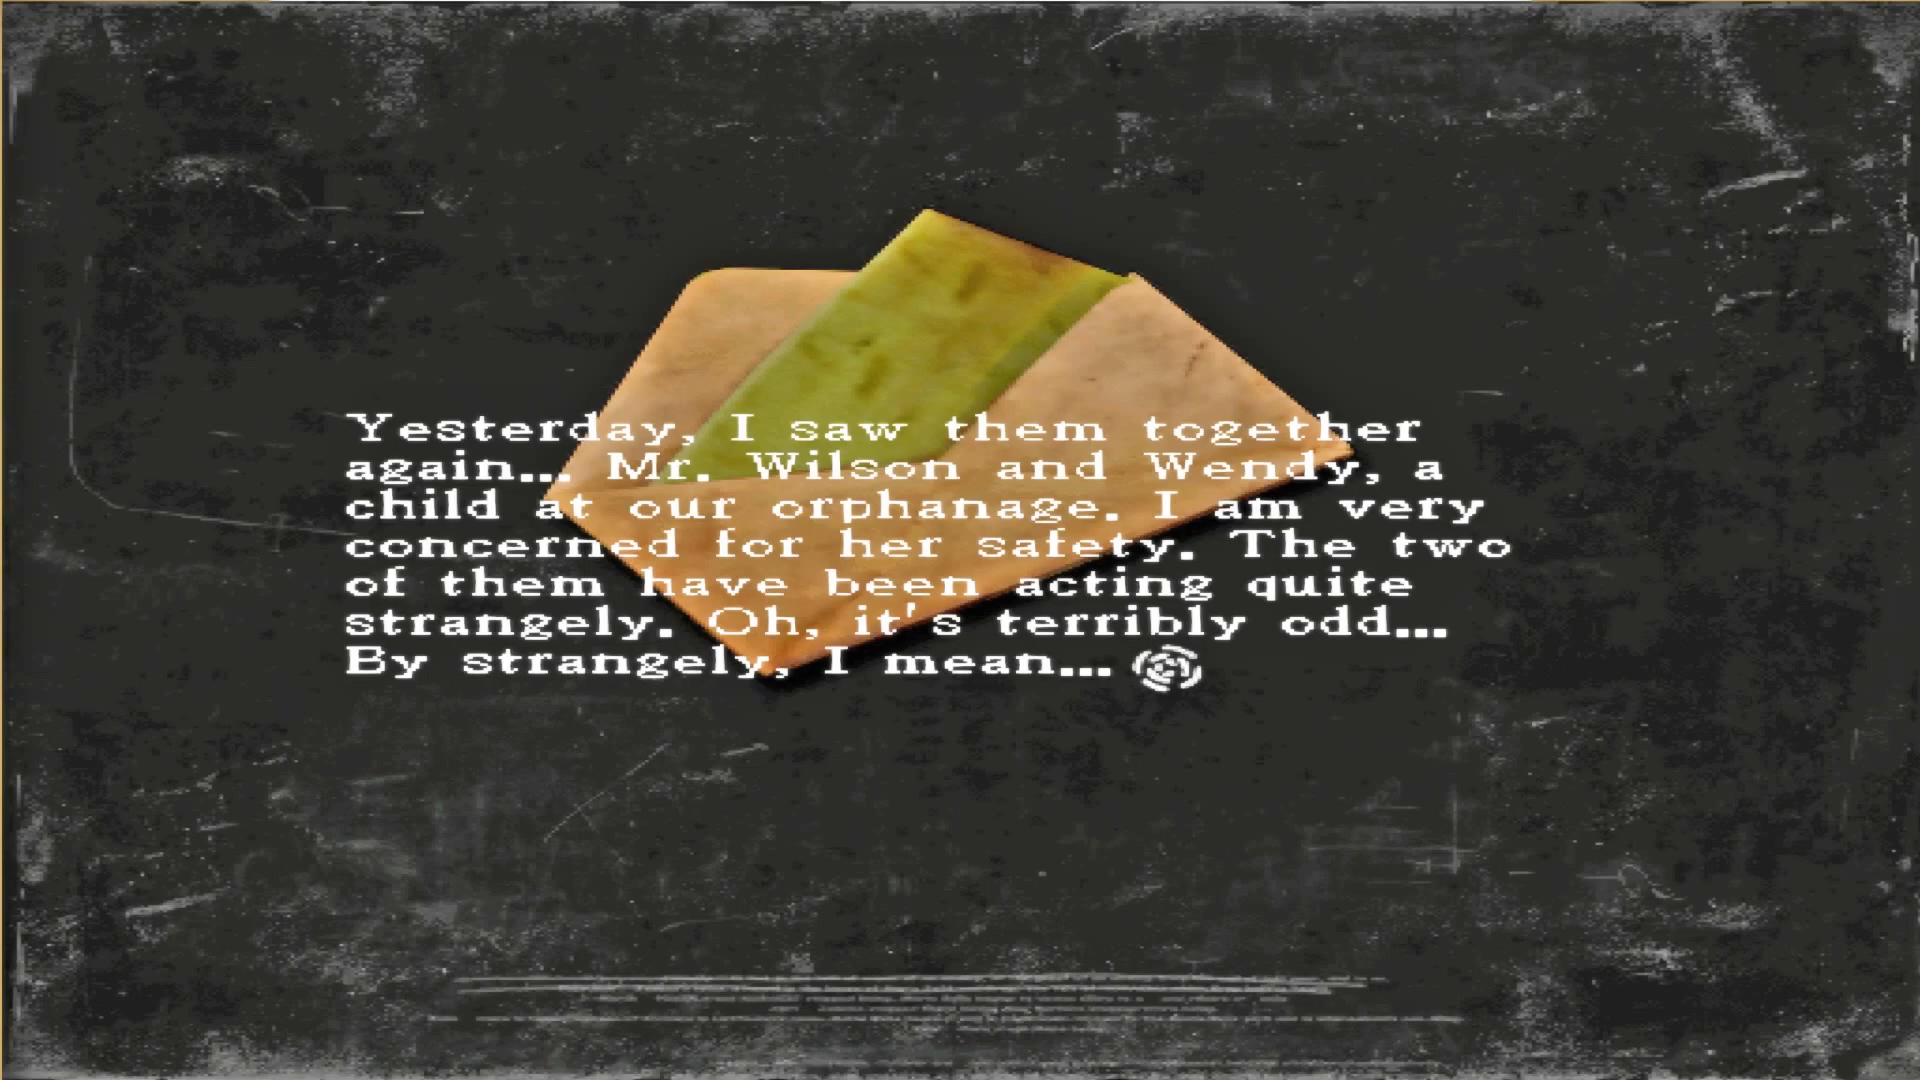 Yesterday, I saw them together
again... Mr. Wilson and Wendy, a
child at our orphanage. I am very
concerned for her safety. The two
of them have been acting quite
strangely. Oh, it's terribly odd...
By strangely, I mean...